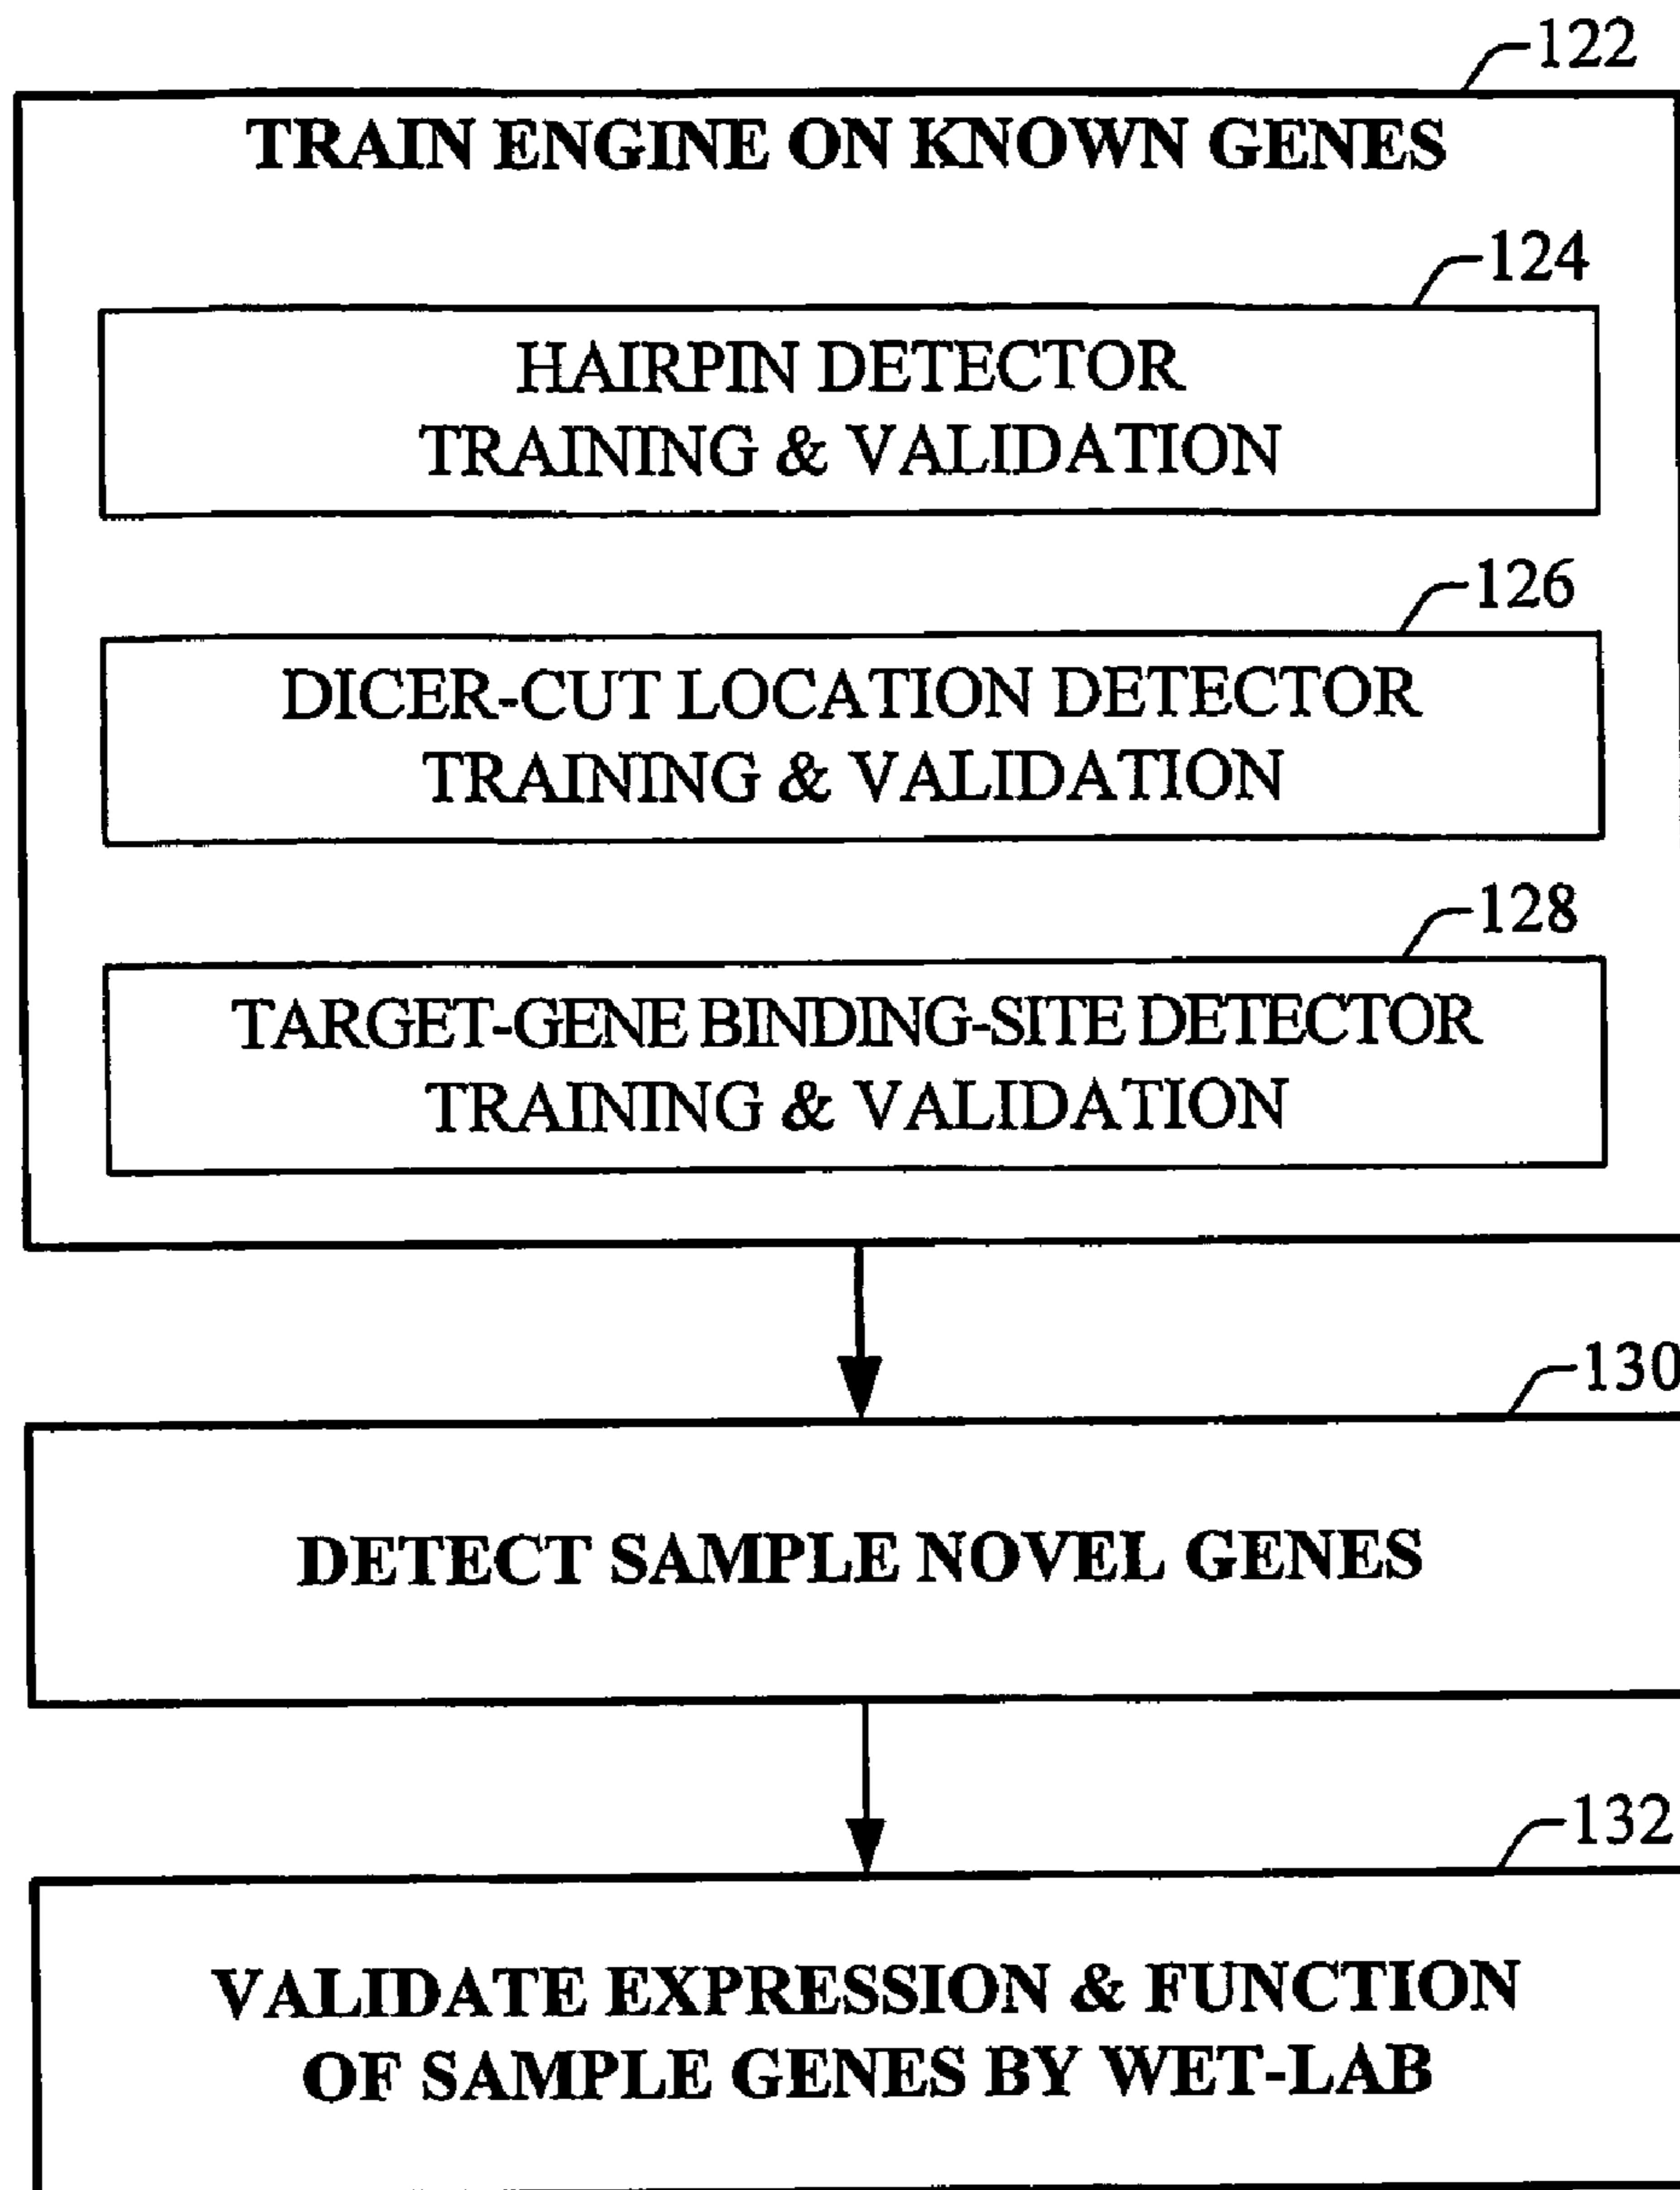 122
TRAIN ENGINE ON KNOWN GENES
124
HAIRPIN DETECTOR
TRAINING & VALIDATION
126
DICER-CUT LOCATION DETECTOR
TRAINING & VALIDATION
128
TARGET-GENE BINDING-SITE DETECTOR
TRAINING & VALIDATION
130
DETECT SAMPLE NOVEL GENES
132
VALIDATE EXPRESSION & FUNCTION
OF SAMPLE GENES BY WET-LAB